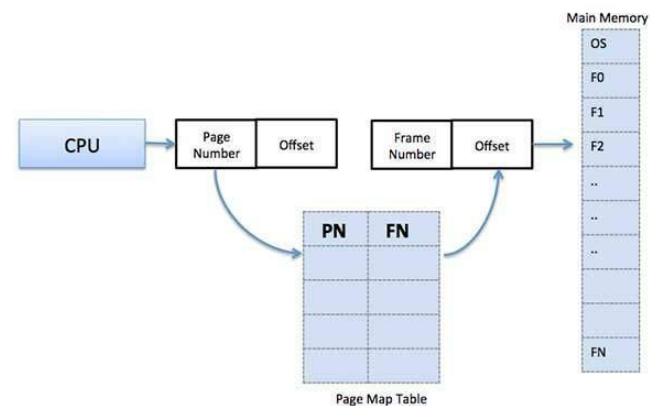 Main Memory
OS
F0
F1
F2
..
..
..
FN
CPU
Page
Number
Offset
Frame
Number
Offset
PN
FN
Page Map Table